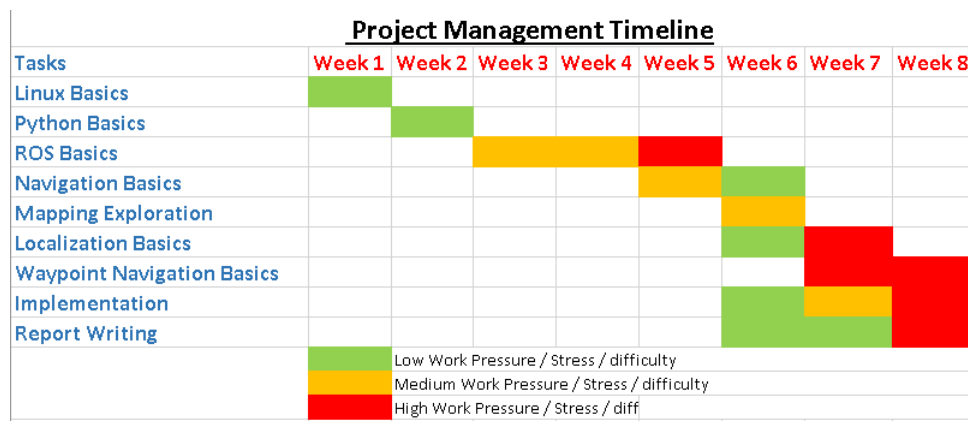 Project Management Timeline
Tasks Week 1 Week 2 Week 3 Week 4 Week 5 Week 6 Week 7 Week 8
Linux Basics
Python Basics
ROS Basics
Navigation Basics
Mapping Exploration
Localization Basics
Waypoint Navigation Basics
Implementation
Report Writing
Low Work Pressure / Stress / difficulty
Medium Work Pressure / Stress / difficulty
High Work Pressure / Stress / diff